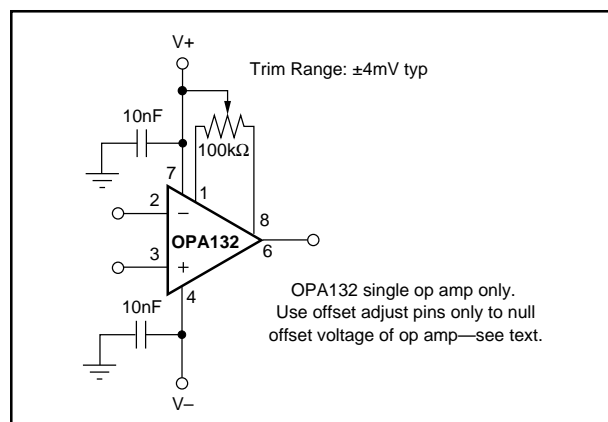 V+
Trim Range: ±4mV typ
10nF
100kΩ
7
1
2
–
8
OPA132
6
3
+
4
OPA132 single op amp only.
Use offset adjust pins only to null
offset voltage of op amp—see text.
10nF
V–